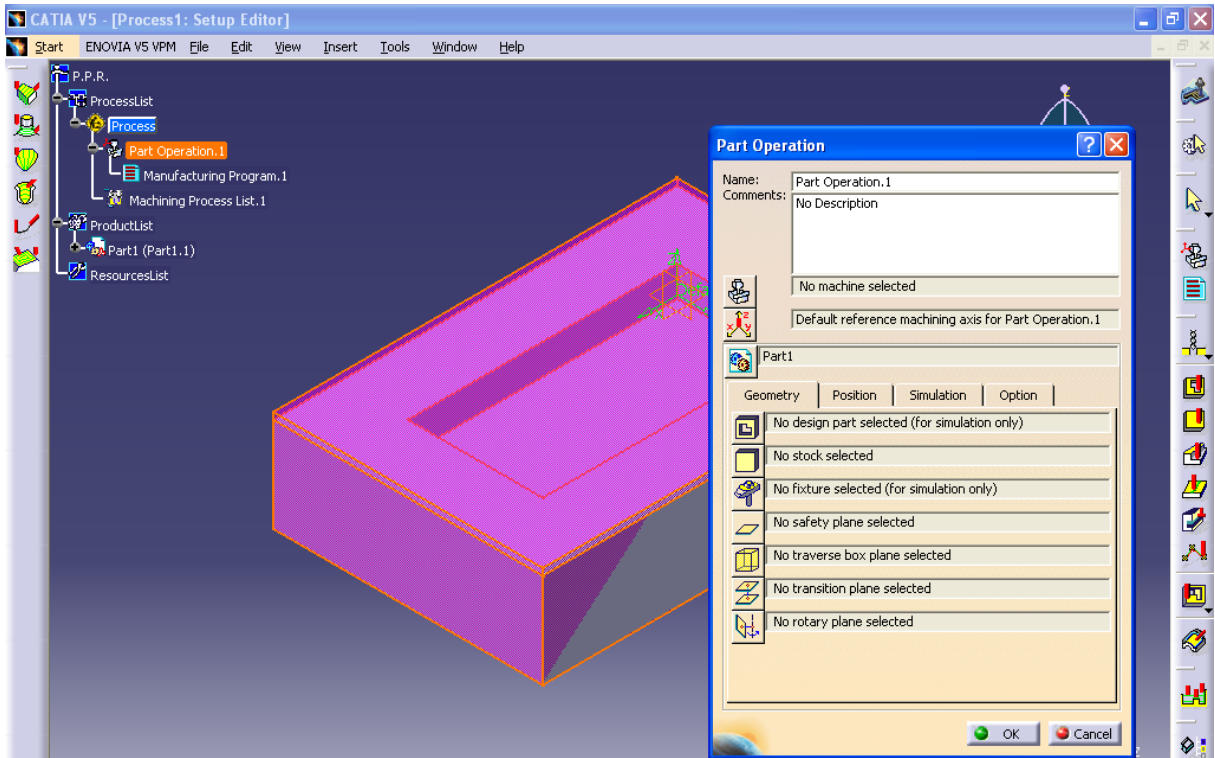 CATIA V5 - [Process1: Setup Editor]
Start ENOVIA V5 VPM File Edit View Insert Tools Window Help
P.P.R.
ProcessList
Process
Part Operation.1
Manufacturing Program.1
Machining Process List.1
ProductList
Part1 (Part1.1)
ResourcesList
Part Operation
Name: Part Operation.1
Comments: No Description
No machine selected
Default reference machining axis for Part Operation.1
Part1
Geometry Position Simulation Option
No design part selected (for simulation only)
No stock selected
No fixture selected (for simulation only)
No safety plane selected
No traverse box plane selected
No transition plane selected
No rotary plane selected
OK Cancel